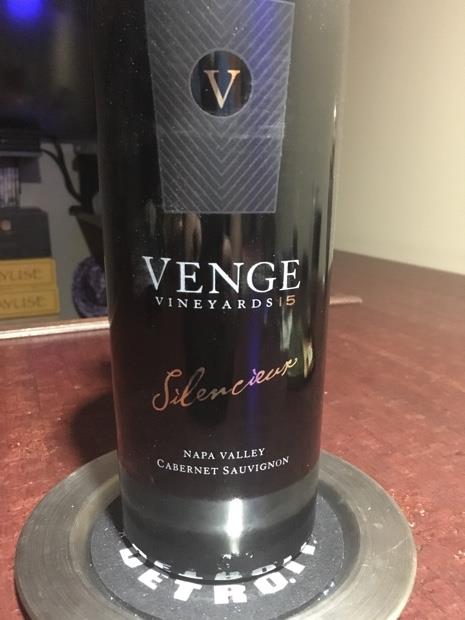 V
VENGE
VINEYARDS 15
Silencieux
NAPA VALLEY
CABERNET SAUVIGNON
DETROIT